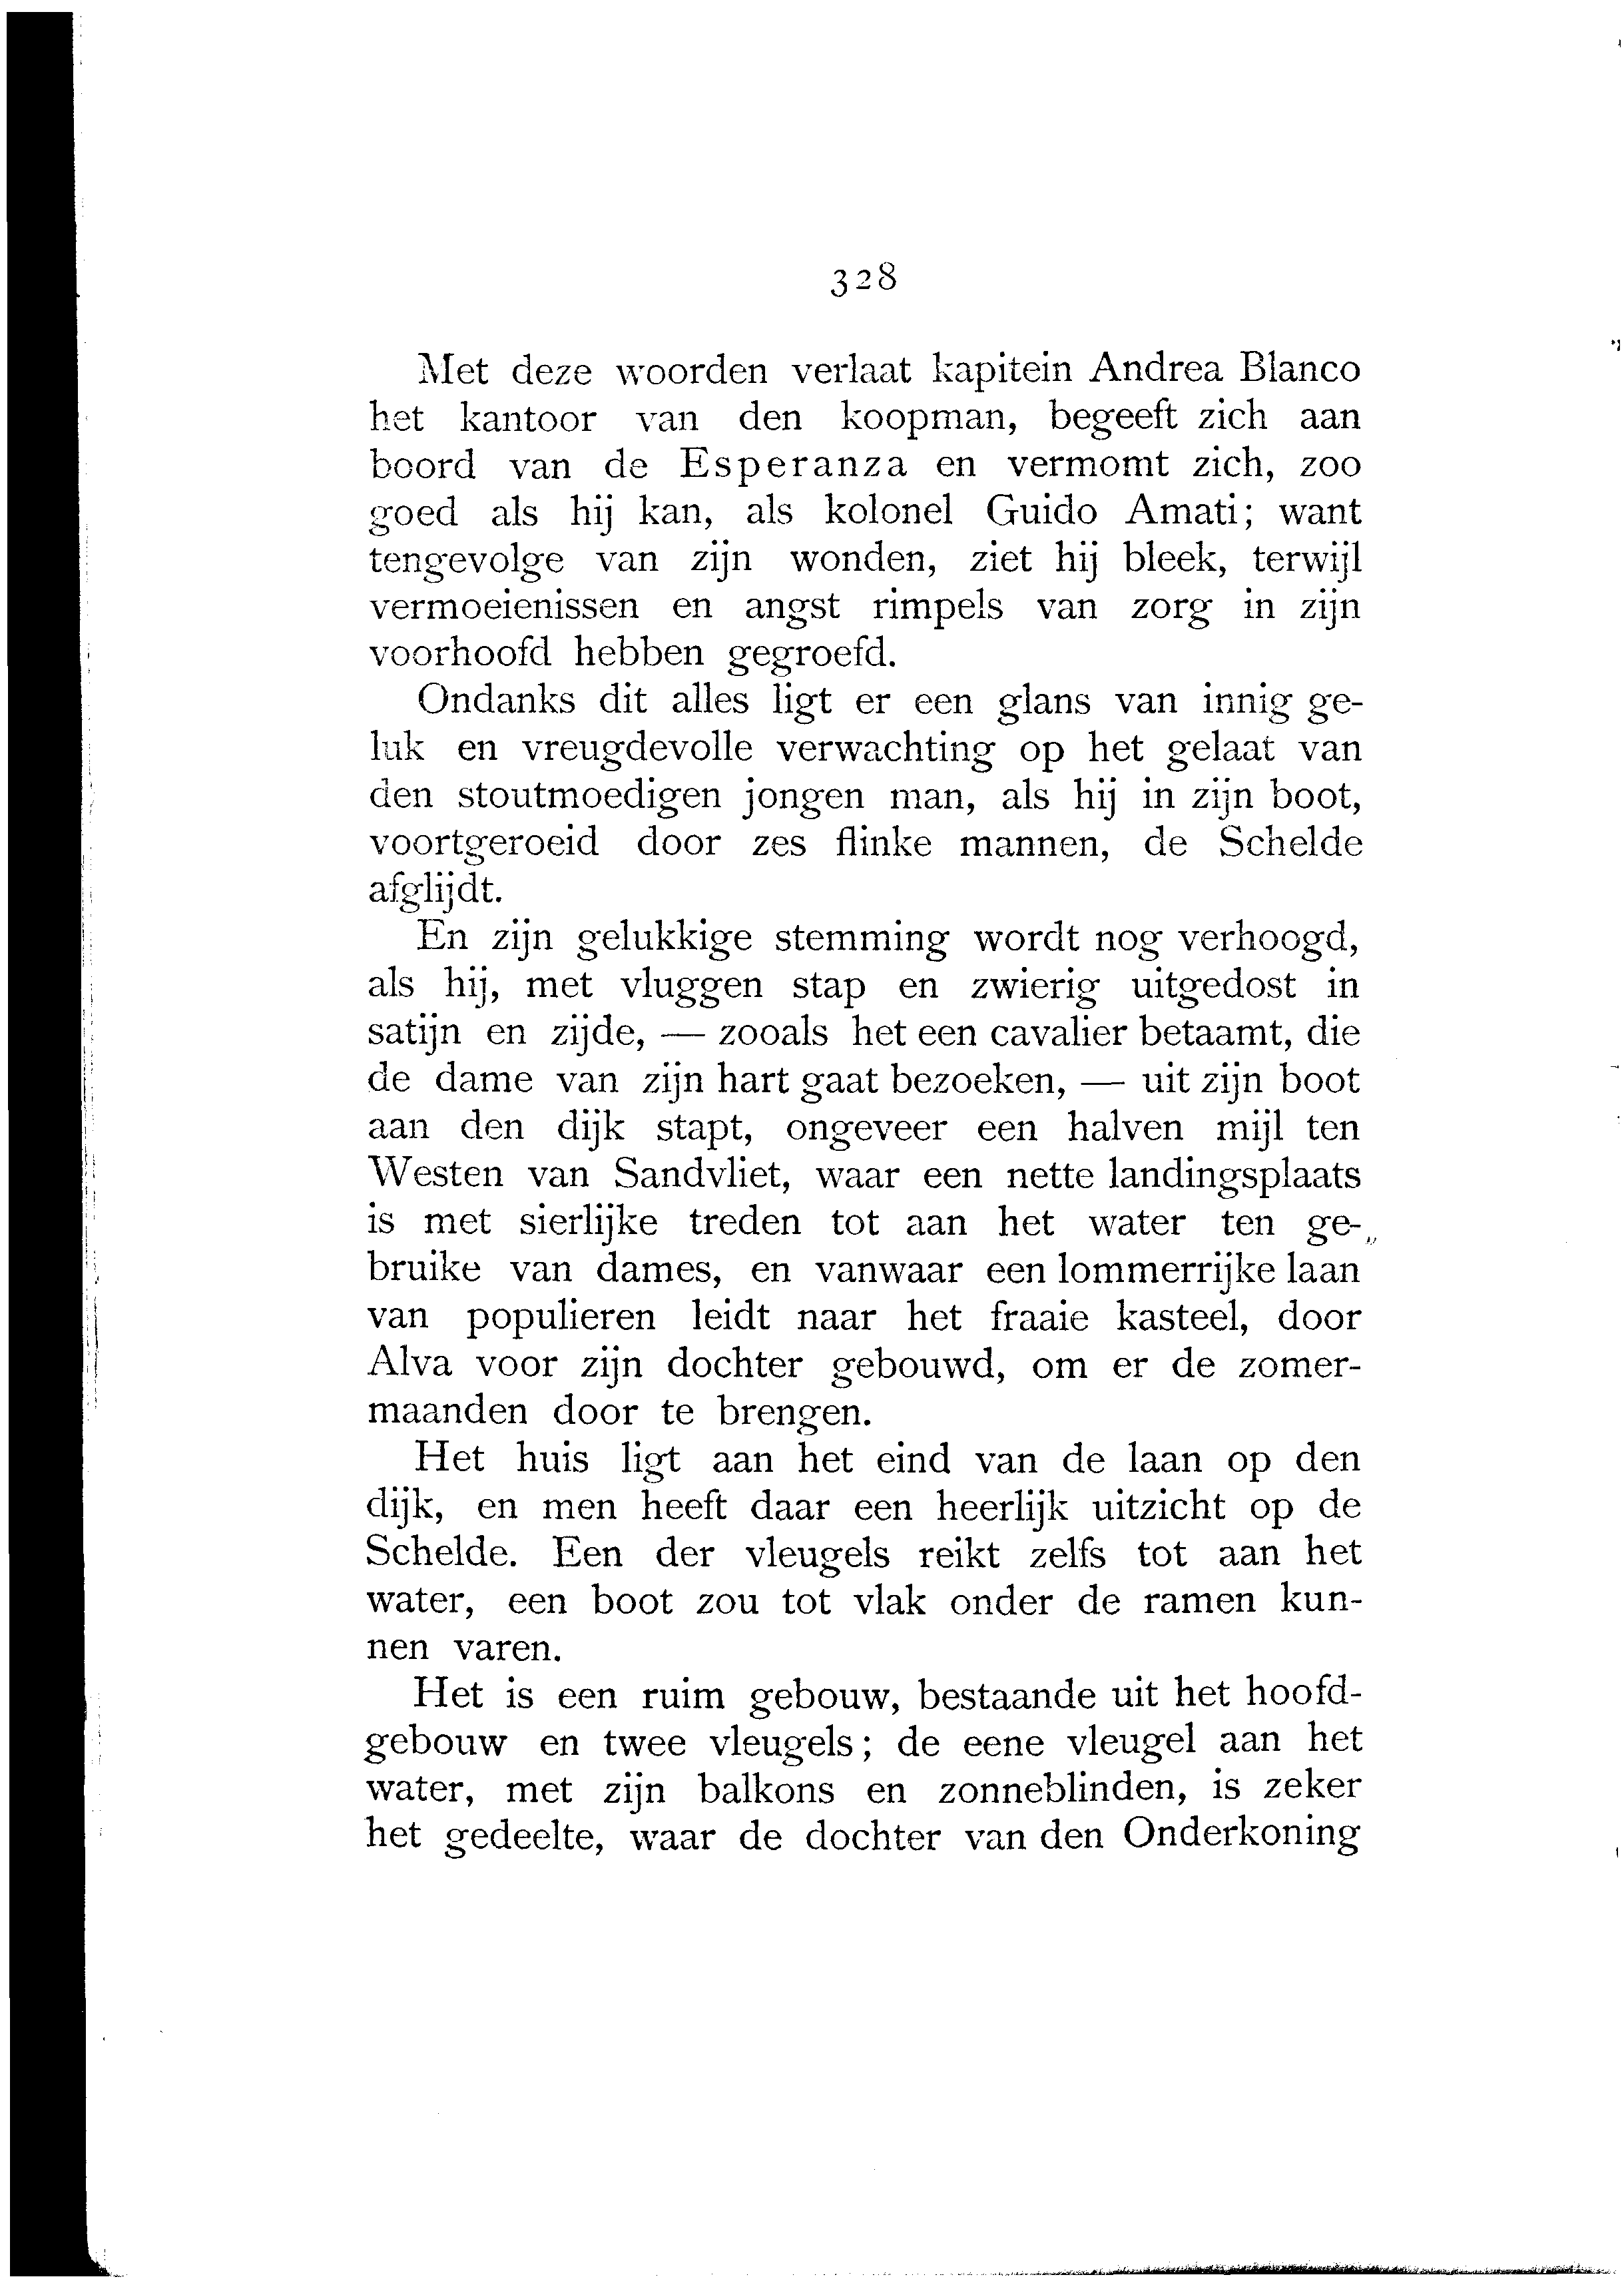 328
Met deze woorden verlaat kapitein Andrea Blanco
het kantoor van den koopman, begeeft zich aan
boord van de Esperanza en vermomt zich, zoo
goed als hij kan, als kolonel Guido Amati; want
tengevolge van zijn wonden, ziet hij bleek, terwijl
vermoeienissen en angst rimpels van zorg in zijn
voorhoofd hebben gegroefd.
Ondanks dit alles ligt er een glans van innig ge-
luk en vreugdevolle verwachting op het gelaat van
den stoutmoedigen jongen man, als hij in zijn boot,
voortgeroeid door zes flinke mannen, de Schelde
afglijdt.
En zijn gelukkige stemming wordt nog verhoogd,
als hij, met vluggen stap en zwierig uitgedost in
satijn en zijde, — zooals het een cavalier betaamt, die
de dame van zijn hart gaat bezoeken, — uit zijn boot
aan den dijk stapt, ongeveer een halven mijl ten
Westen van Sandvliet, waar een nette landingsplaats
is met sierlijke treden tot aan het water ten ge-
bruike van dames, en vanwaar een lommerrijke laan
van populieren leidt naar het fraaie kasteel, door
Alva voor zijn dochter gebouwd, om er de zomer-
maanden door te brengen.
Het huis ligt aan het eind van de laan op den
dijk, en men heeft daar een heerlijk uitzicht op de
Schelde. Een der vleugels reikt zelfs tot aan het
water, een boot zou tot vlak onder de ramen kun-
nen varen.
Het is een ruim gebouw, bestaande uit het hoofd-
gebouw en twee vleugels; de eene vleugel aan het
water, met zijn balkons en zonneblinden, is zeker
het gedeelte, waar de dochter van den Onderkoning